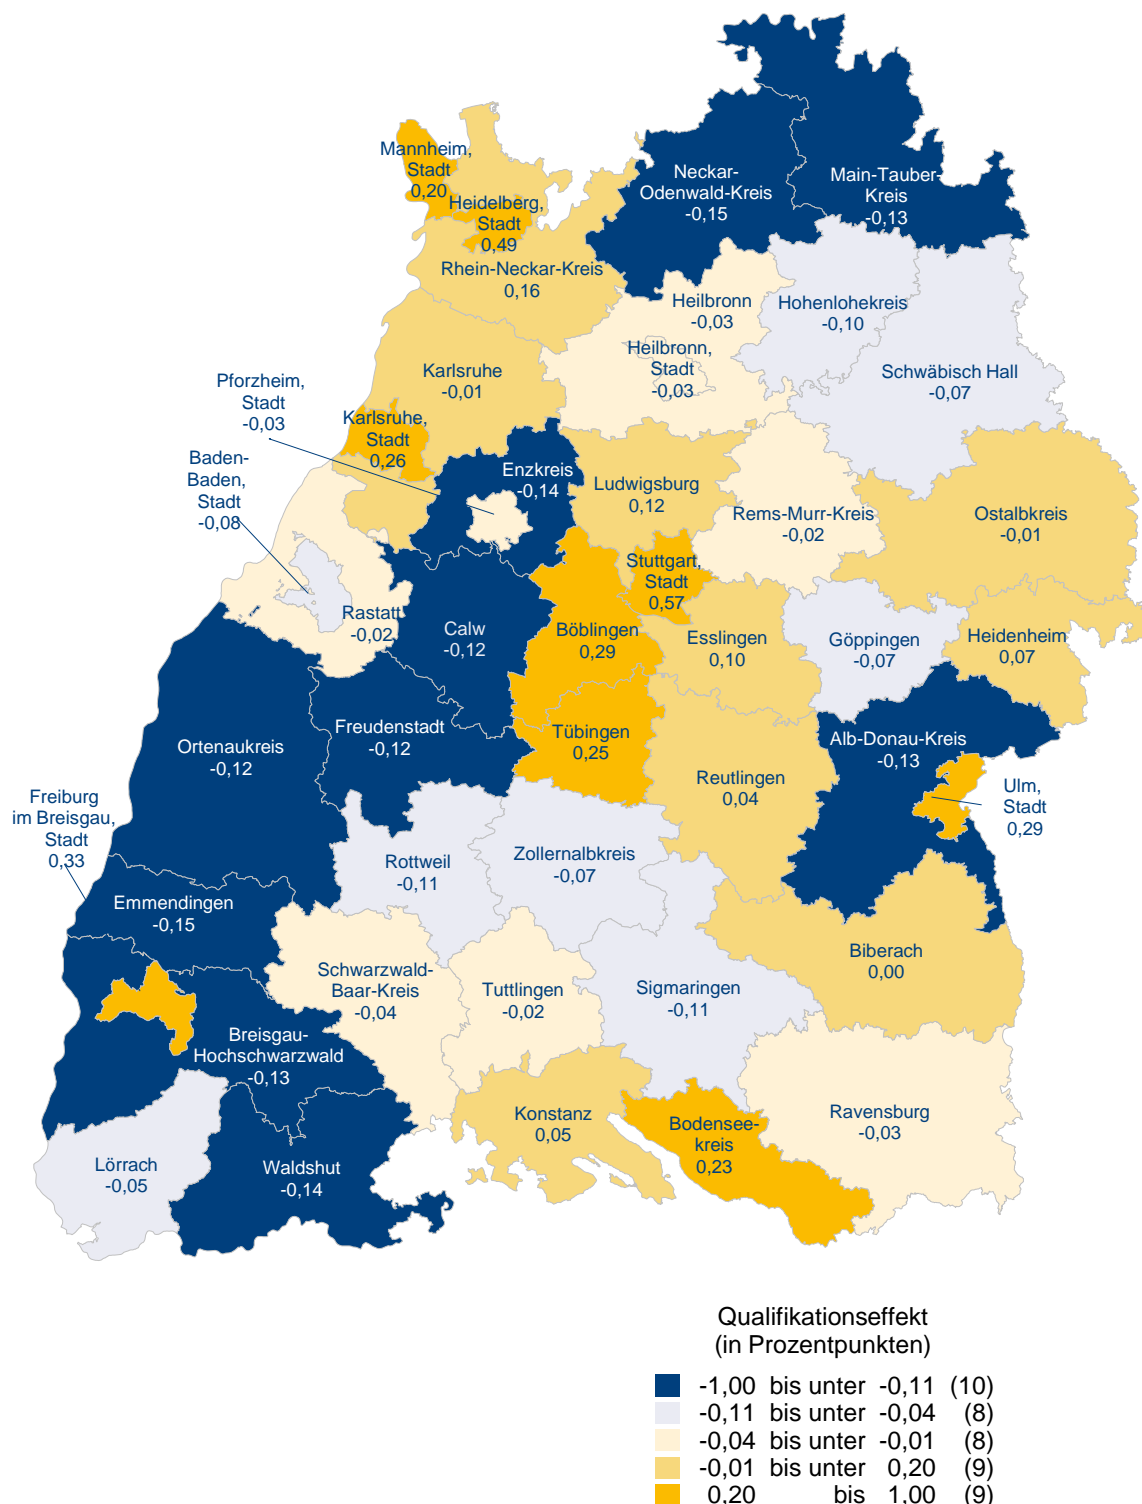 Mannheim,
Stadt
0,20
Heidelberg,
Stadt
0,49
Rhein-Neckar-Kreis
0,16
Neckar-
Odenwald-Kreis
-0,15
Main-Tauber-
Kreis
-0,13
Heilbronn
-0,03
Heilbronn,
Stadt
-0,03
Hohenlohekreis
-0,10
Schwäbisch Hall
-0,07
Karlsruhe
-0,01
Pforzheim,
Stadt
-0,03
Karlsruhe,
Stadt
0,26
Baden-
Baden,
Stadt
-0,08
Enzkreis
-0,14
Ludwigsburg
0,12
Rems-Murr-Kreis
-0,02
Ostalbkreis
-0,01
Stuttgart,
Stadt
0,57
Rastatt
-0,02
Calw
-0,12
Böblingen
0,29
Esslingen
0,10
Göppingen
-0,07
Heidenheim
0,07
Ortenaukreis
-0,12
Freudenstadt
-0,12
Tübingen
0,25
Reutlingen
0,04
Alb-Donau-Kreis
-0,13
Ulm,
Stadt
0,29
Freiburg
im Breisgau,
Stadt
0,33
Rottweil
-0,11
Zollernalbkreis
-0,07
Emmendingen
-0,15
Biberach
0,00
Schwarzwald-
Baar-Kreis
-0,04
Tuttlingen
-0,02
Sigmaringen
-0,11
Breisgau-
Hochschwarzwald
-0,13
Konstanz
0,05
Bodensee-
kreis
0,23
Ravensburg
-0,03
Lörrach
-0,05
Waldshut
-0,14
Qualifikationseffekt
(in Prozentpunkten)
-1,00 bis unter -0,11 (10)
-0,11 bis unter -0,04 (8)
-0,04 bis unter -0,01 (8)
-0,01 bis unter 0,20 (9)
0,20 bis 1,00 (9)